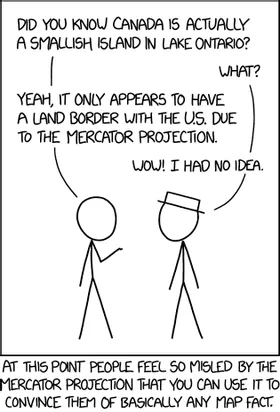 DID YOU KNOW CANADA IS ACTUALLY
A SMALLISH ISLAND IN LAKE ONTARIO?
WHAT?
YEAH, IT ONLY APPEARS TO HAVE
A LAND BORDER WITH THE U.S. DUE
TO THE MERCATOR PROJECTION.
WOW! I HAD NO IDEA.
AT THIS POINT PEOPLE FEEL SO MISLED BY THE
MERCATOR PROJECTION THAT YOU CAN USE IT TO
CONVINCE THEM OF BASICALLY ANY MAP FACT.